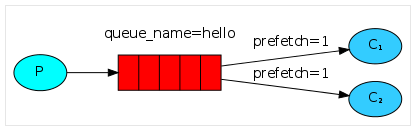 queue_name=hello
P
prefetch=1
C₁
prefetch=1
C₂